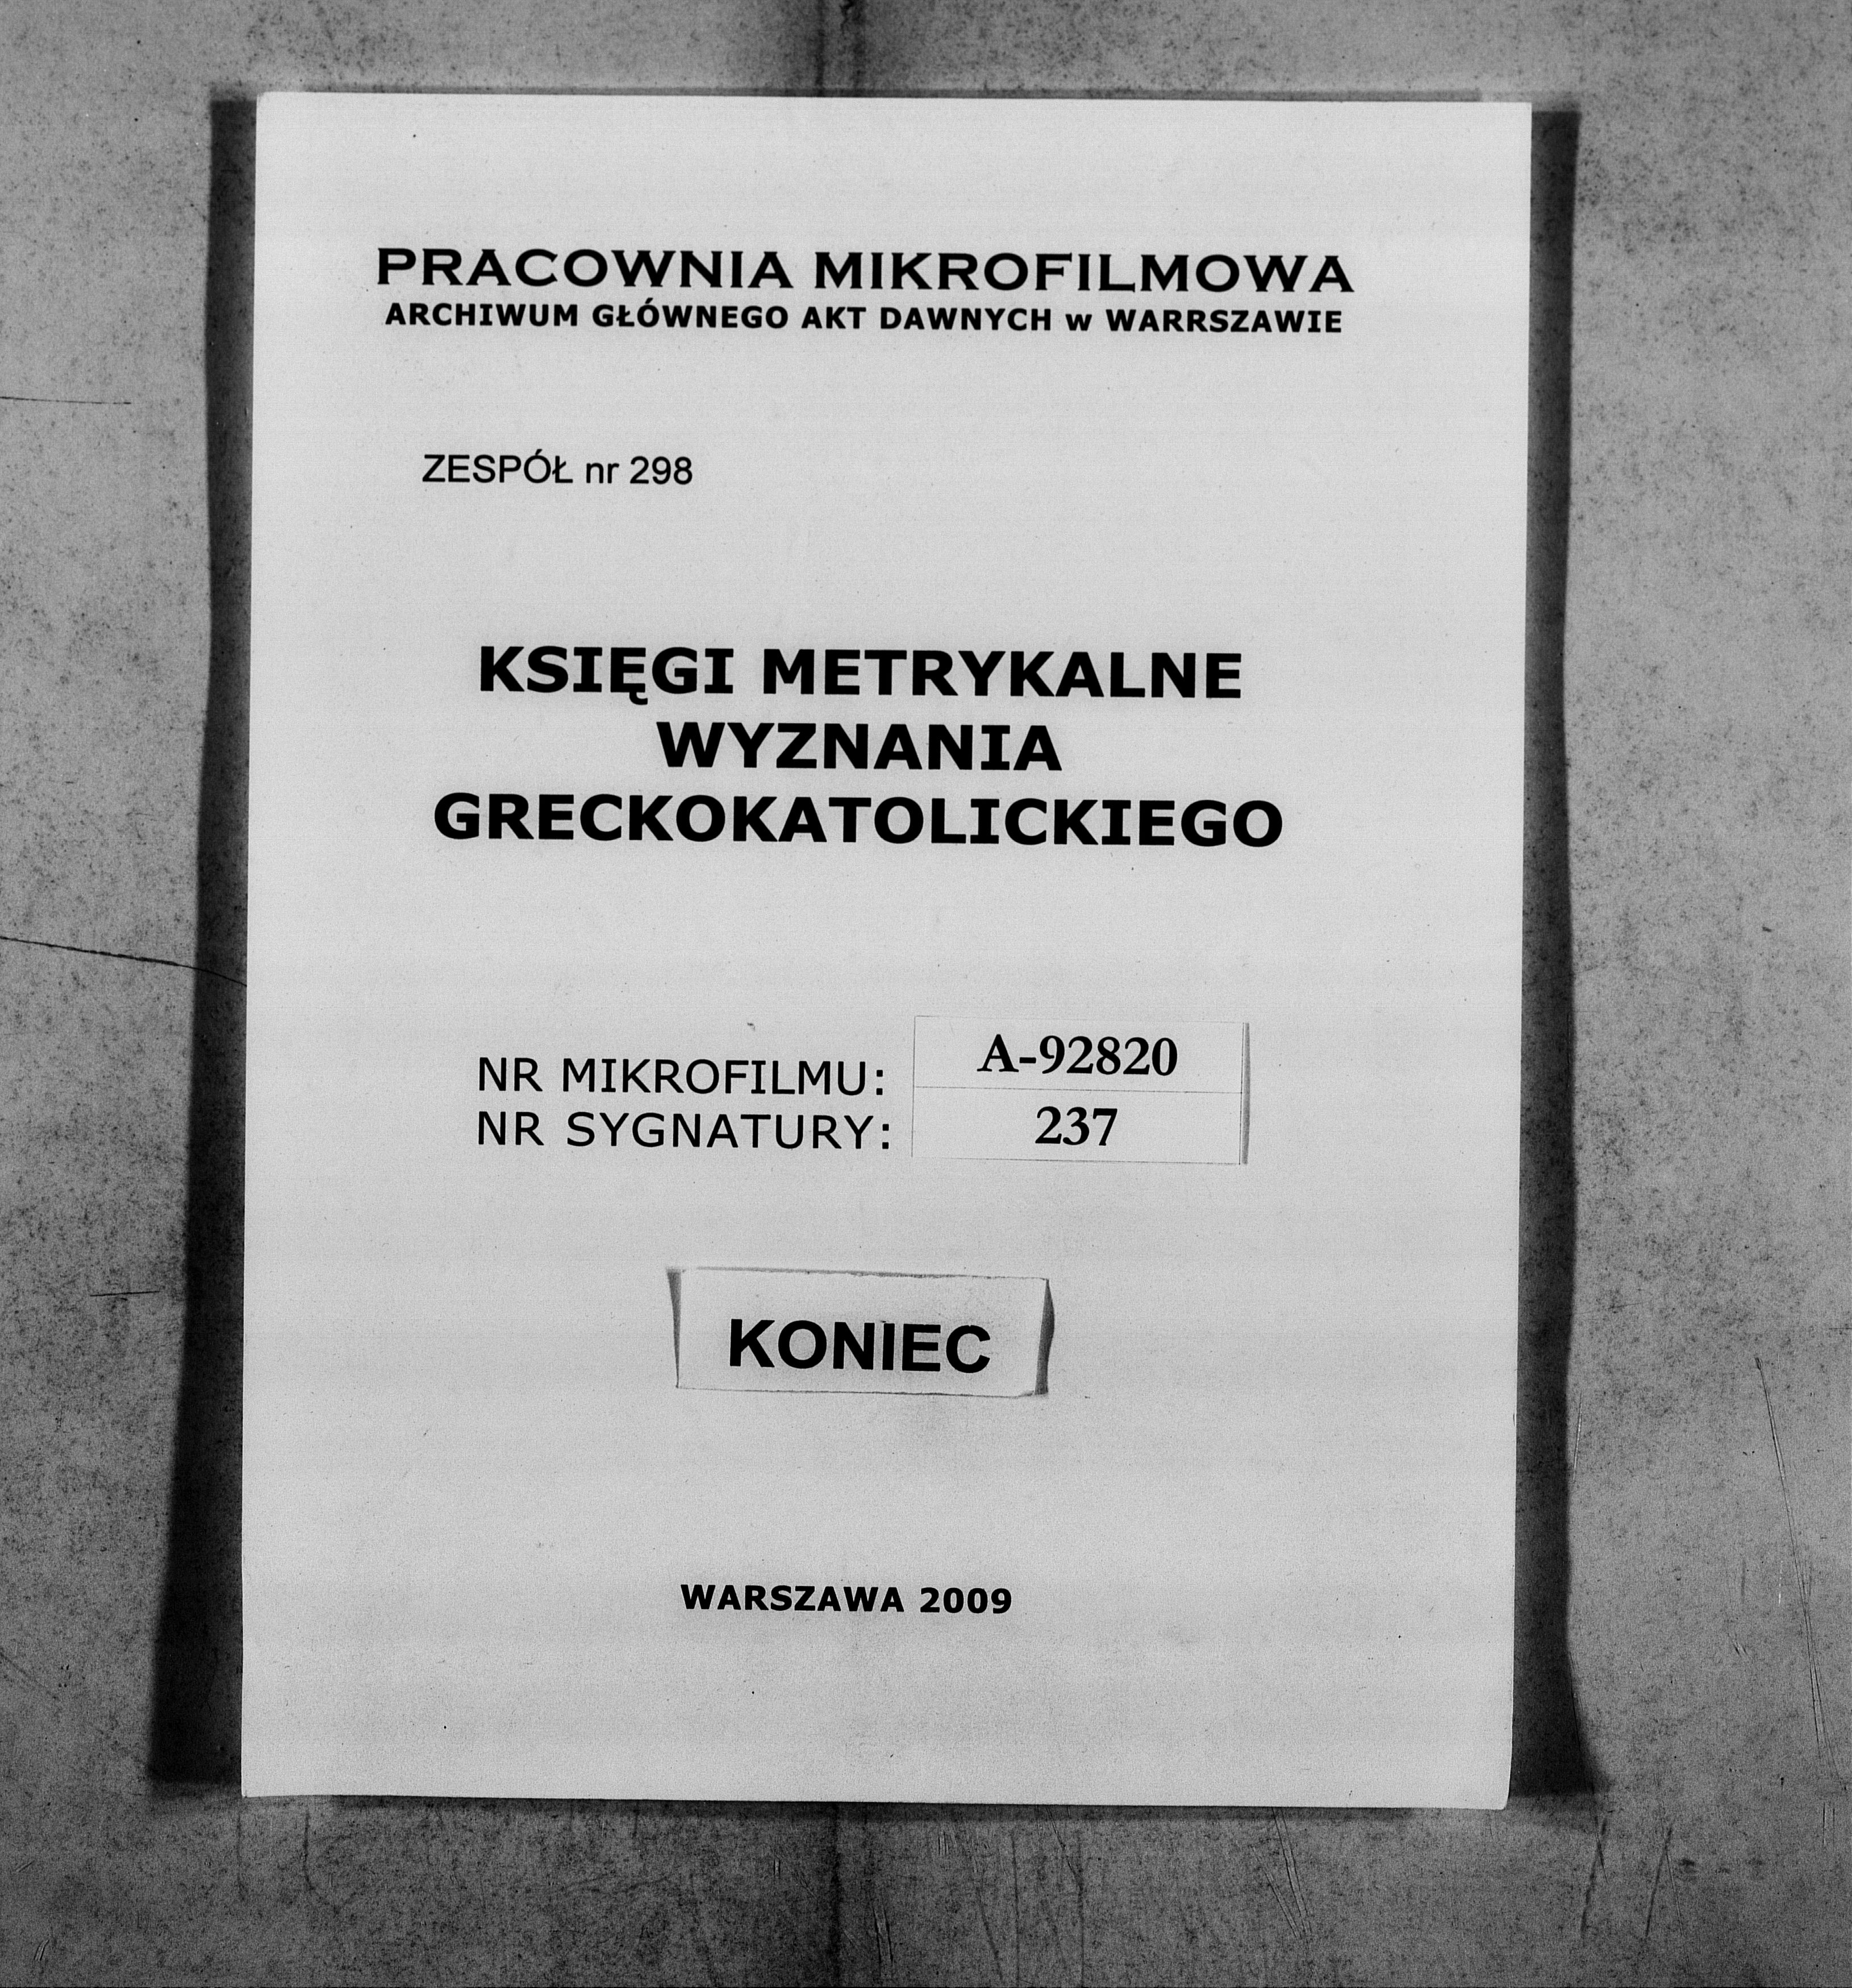 PRACOWNIA MIKROFILMOWA
ARCHIWUM GŁÓWNEGO AKT DAWNYCH w WARRSZAWIE
ZESPÓŁ nr 298
KSIĘGI METRYKALNE
WYZNANIA
GRECKOKATOLICKIEGO
NR MIKROFILMU: A-92820
NR SYGNATURY: 237
KONIEC
WARSZAWA 2009